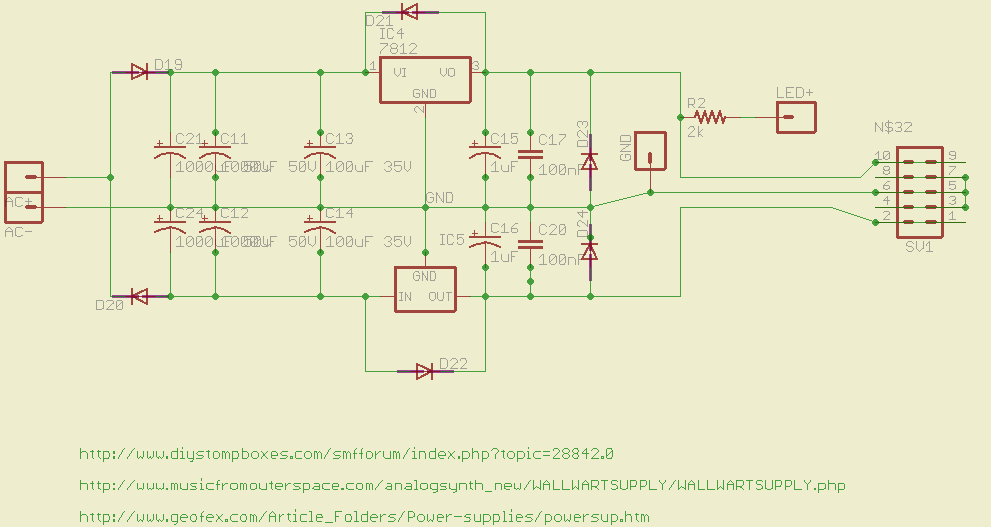 D21
IC4
7812
D19
1
VI
VO
3
GND
2
R2
2k
LED+
C21
C11
C13
C15
C17
D23
GND
N$32
1000uF
50V
100uF
35V
1uF
100nF
10
9
8
7
6
5
4
3
2
1
SV1
AC+
AC-
GND
C24
C12
C14
C16
C20
D24
1000uF
50V
100uF
35V
IC5
1uF
100nF
GND
IN
OUT
D20
D22
http://www.diystompboxes.com/smfforum/index.php?topic=28842.0
http://www.musicfromouterspace.com/analogsynth_new/WALLWARTSUPPLY/WALLWARTSUPPLY.php
http://www.geofex.com/Article_Folders/Power-supplies/powersup.htm